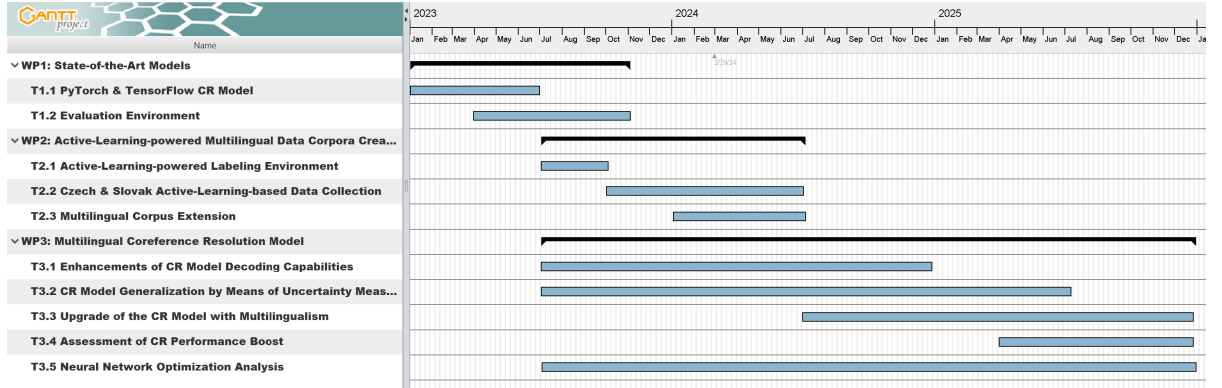 GANTT
project
2023 2024 2025
Name
Jan Feb Mar Apr May Jun Jul Aug Sep Oct Nov Dec Jan Feb Mar Apr May Jun Jul Aug Sep Oct Nov Dec Jan Feb Mar Apr May Jun Jul Aug Sep Oct Nov Dec Ja
2/29/24
WP1: State-of-the-Art Models
T1.1 PyTorch & TensorFlow CR Model
T1.2 Evaluation Environment
WP2: Active-Learning-powered Multilingual Data Corpora Crea...
T2.1 Active-Learning-powered Labeling Environment
T2.2 Czech & Slovak Active-Learning-based Data Collection
T2.3 Multilingual Corpus Extension
WP3: Multilingual Coreference Resolution Model
T3.1 Enhancements of CR Model Decoding Capabilities
T3.2 CR Model Generalization by Means of Uncertainty Meas...
T3.3 Upgrade of the CR Model with Multilingualism
T3.4 Assessment of CR Performance Boost
T3.5 Neural Network Optimization Analysis